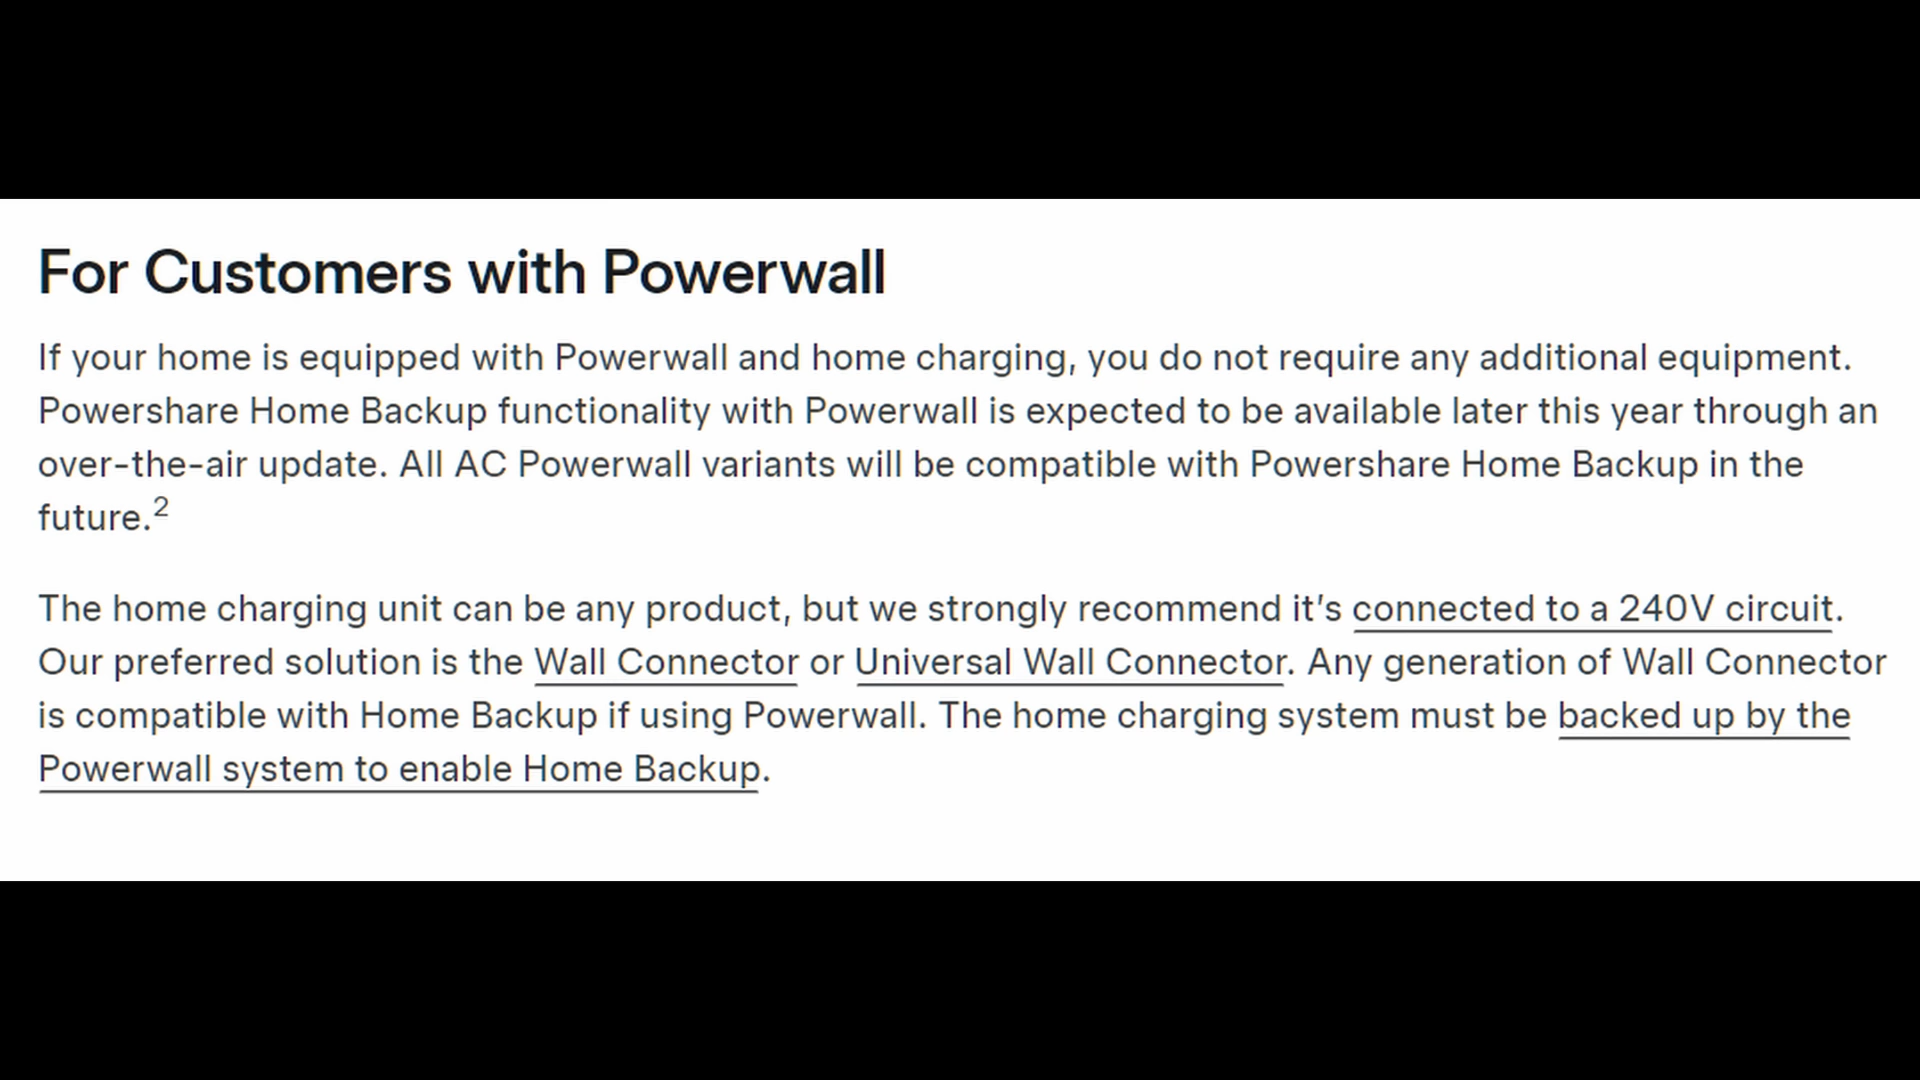 For Customers with Powerwall
If your home is equipped with Powerwall and home charging, you do not require any additional equipment.
Powershare Home Backup functionality with Powerwall is expected to be available later this year through an
over-the-air update. All AC Powerwall variants will be compatible with Powershare Home Backup in the
future.²
The home charging unit can be any product, but we strongly recommend it’s connected to a 240V circuit.
Our preferred solution is the Wall Connector or Universal Wall Connector. Any generation of Wall Connector
is compatible with Home Backup if using Powerwall. The home charging system must be backed up by the
Powerwall system to enable Home Backup.